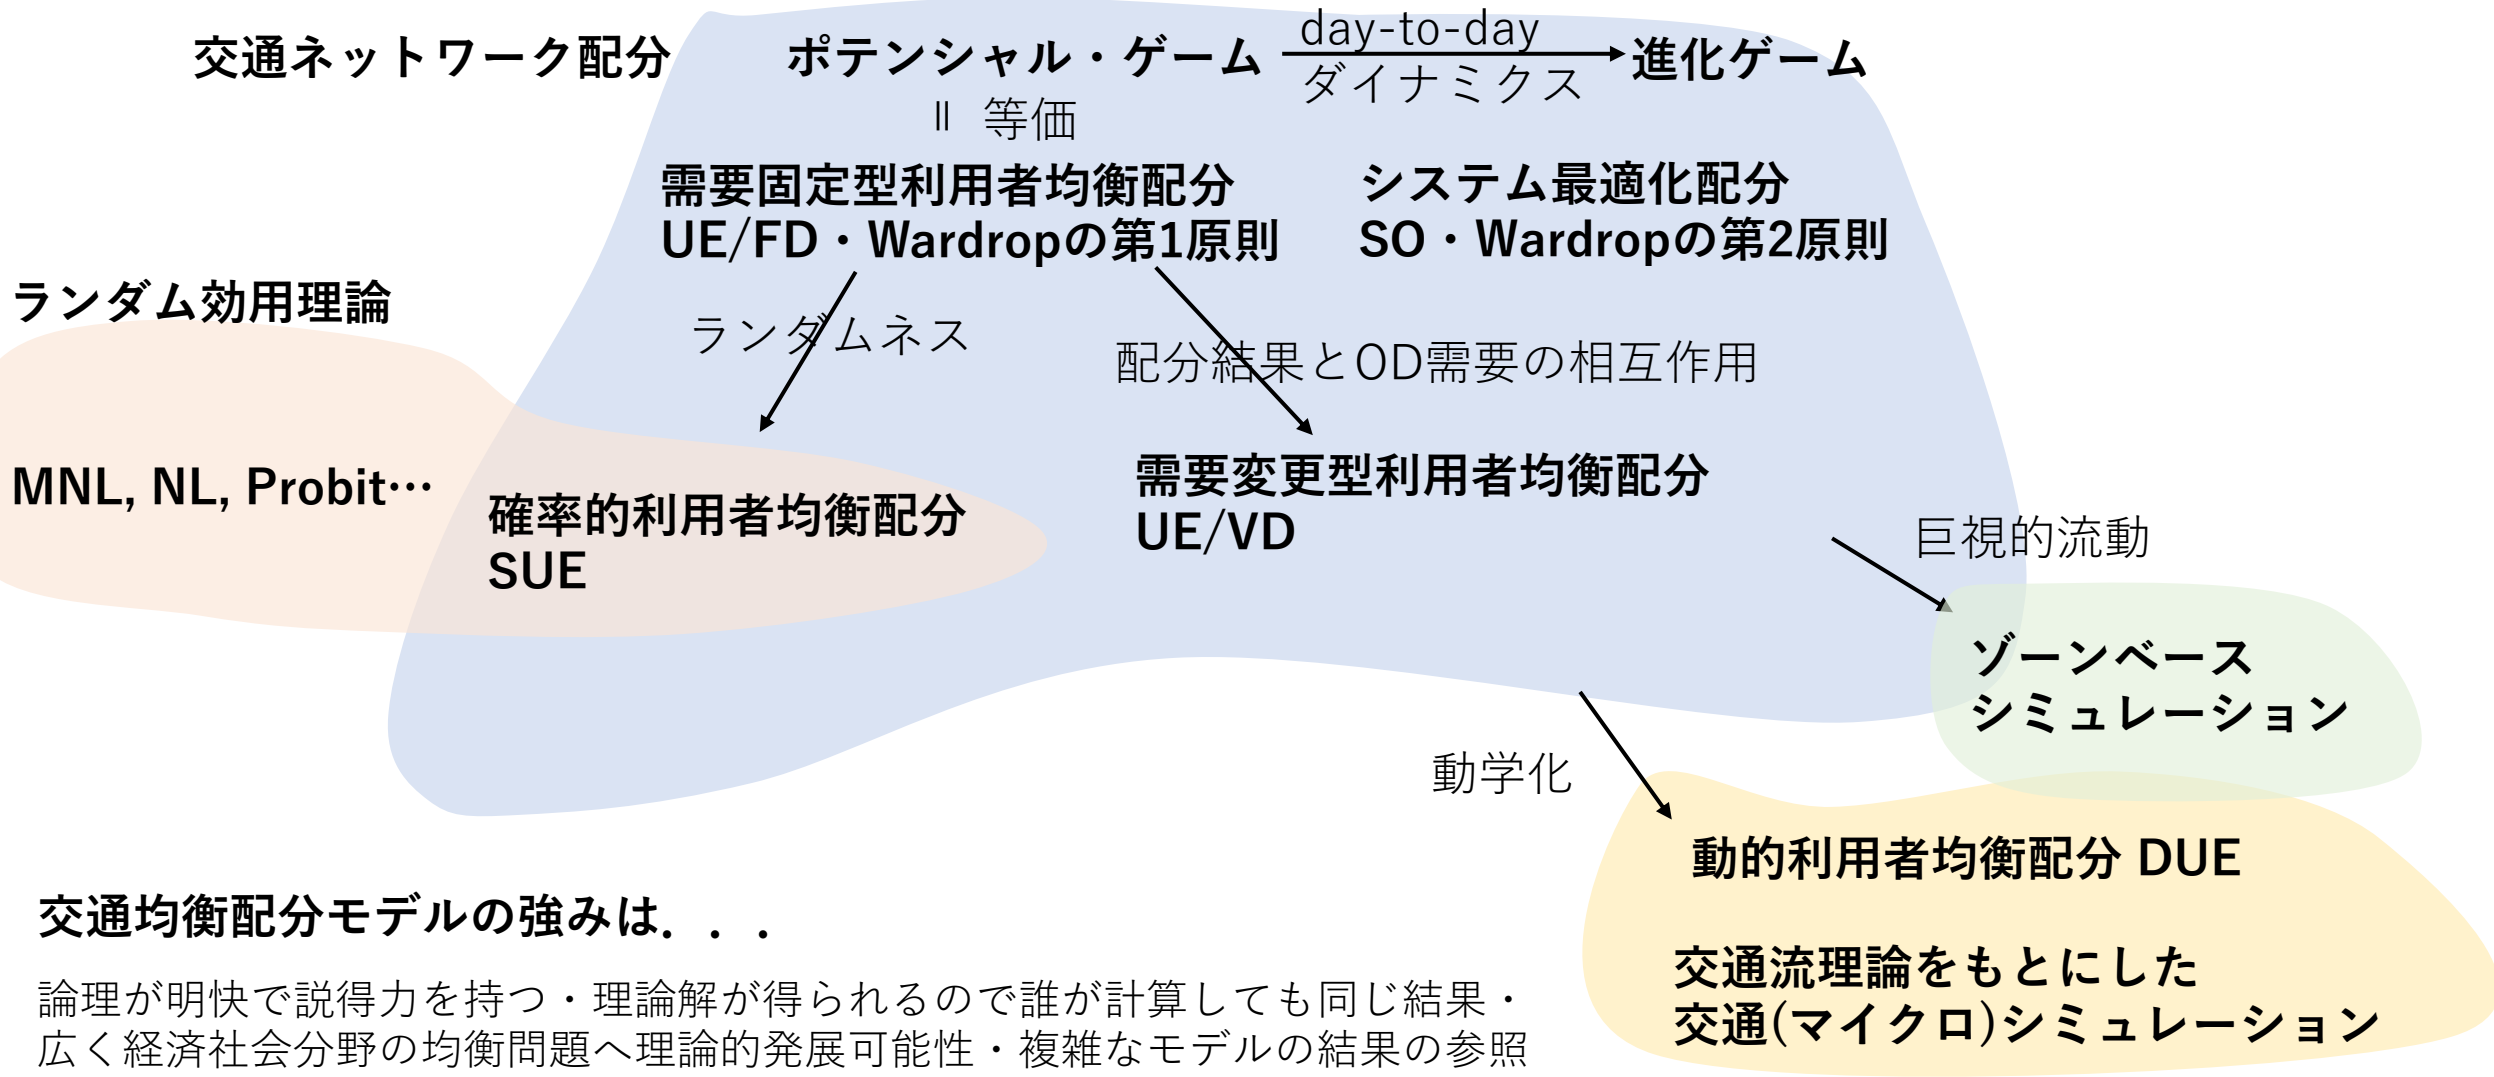 交通ネットワーク配分
ポテンシャル・ゲーム
day-to-day
ダイナミクス
進化ゲーム
= 等価
需要固定型利用者均衡配分
UE/FD・Wardropの第1原則
システム最適化配分
SO・Wardropの第2原則
ランダム効用理論
ランダムネス
配分結果とOD需要の相互作用
MNL, NL, Probit…
確率的利用者均衡配分
SUE
需要変更型利用者均衡配分
UE/VD
巨視的流動
ゾーンベース
シミュレーション
動学化
動的利用者均衡配分 DUE
交通流理論をもとにした
交通(マイクロ)シミュレーション
交通均衡配分モデルの強みは．．．
論理が明快で説得力を持つ・理論解が得られるので誰が計算しても同じ結果・
広く経済社会分野の均衡問題へ理論的発展可能性・複雑なモデルの結果の参照